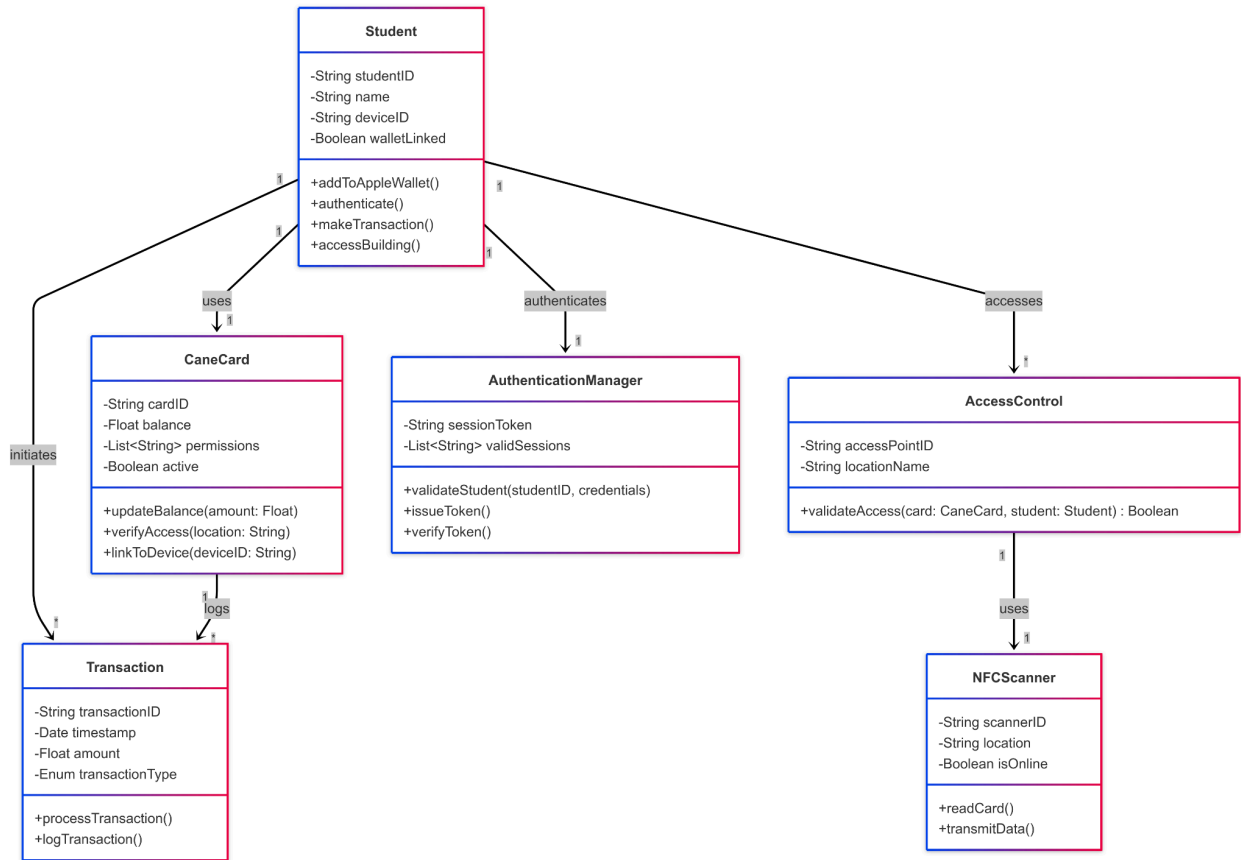 Student
-String studentID
-String name
-String deviceID
-Boolean walletLinked
+addToAppleWallet()
+authenticate()
+makeTransaction()
+accessBuilding()
1
1
1
1
initiates
uses
authenticates
accesses
1
1
*
CaneCard
-String cardID
-Float balance
-List<String> permissions
-Boolean active
+updateBalance(amount: Float)
+verifyAccess(location: String)
+linkToDevice(deviceID: String)
AuthenticationManager
-String sessionToken
-List<String> validSessions
+validateStudent(studentID, credentials)
+issueToken()
+verifyToken()
AccessControl
-String accessPointID
-String locationName
+validateAccess(card: CaneCard, student: Student) : Boolean
1
logs
*
*
1
uses
1
Transaction
-String transactionID
-Date timestamp
-Float amount
-Enum transactionType
+processTransaction()
+logTransaction()
NFCScanner
-String scannerID
-String location
-Boolean isOnline
+readCard()
+transmitData()